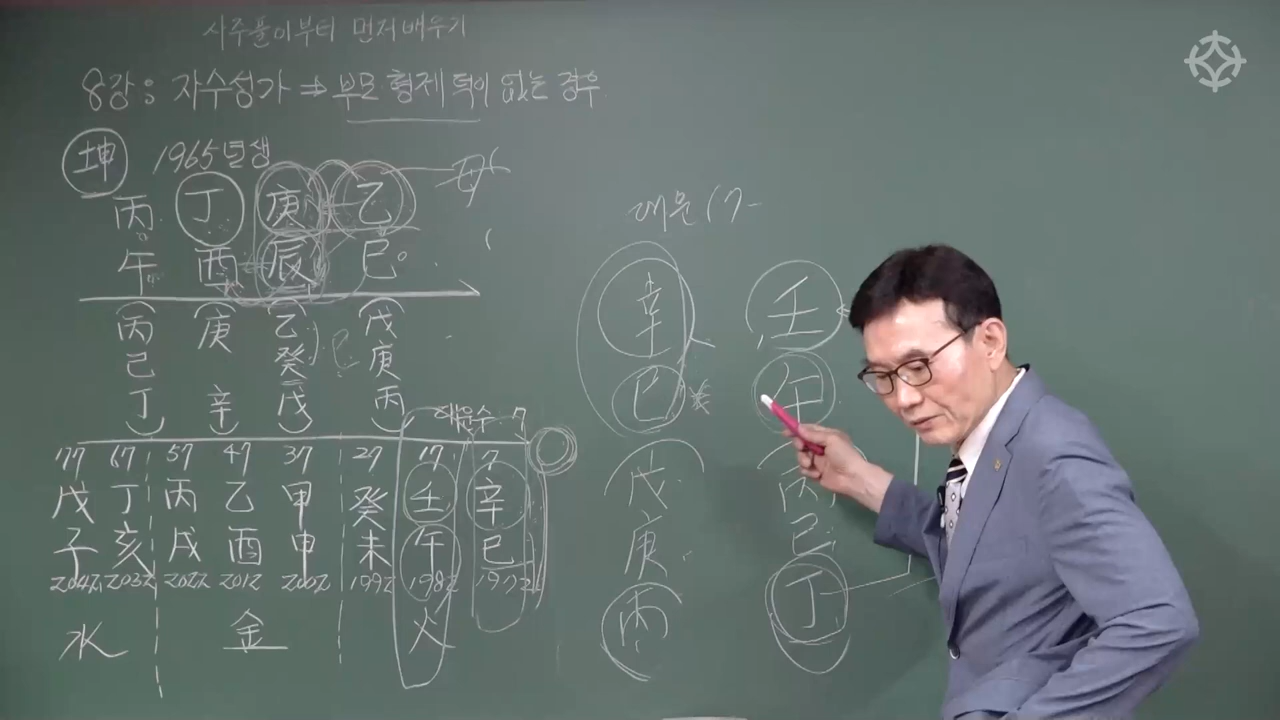 사주풀이부터 먼저배우기
8강: 자수성가 ⇒ 부모 형제 덕이 없는 경우
坤 1965년생
丙 丁 庚 乙 母
午 酉 辰 巳
丙 庚 乙 戊
己 癸 庚
丁 辛 戊 丙
대운수 7
77 67 57 47 37 27 17 7
戊 丁 丙 乙 甲 癸 壬 辛
子 亥 戌 酉 申 未 午 巳
2042 2032 2022 2012 2002 1992 1982 1972
水 金 火
대운 17
辛 壬
巳 午
戊 丙
庚 己
丙 丁